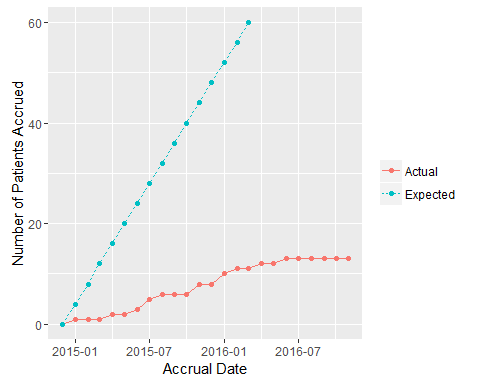 60
40
20
0
Number of Patients Accrued
2015-01 2015-07 2016-01 2016-07
Accrual Date
Actual
Expected